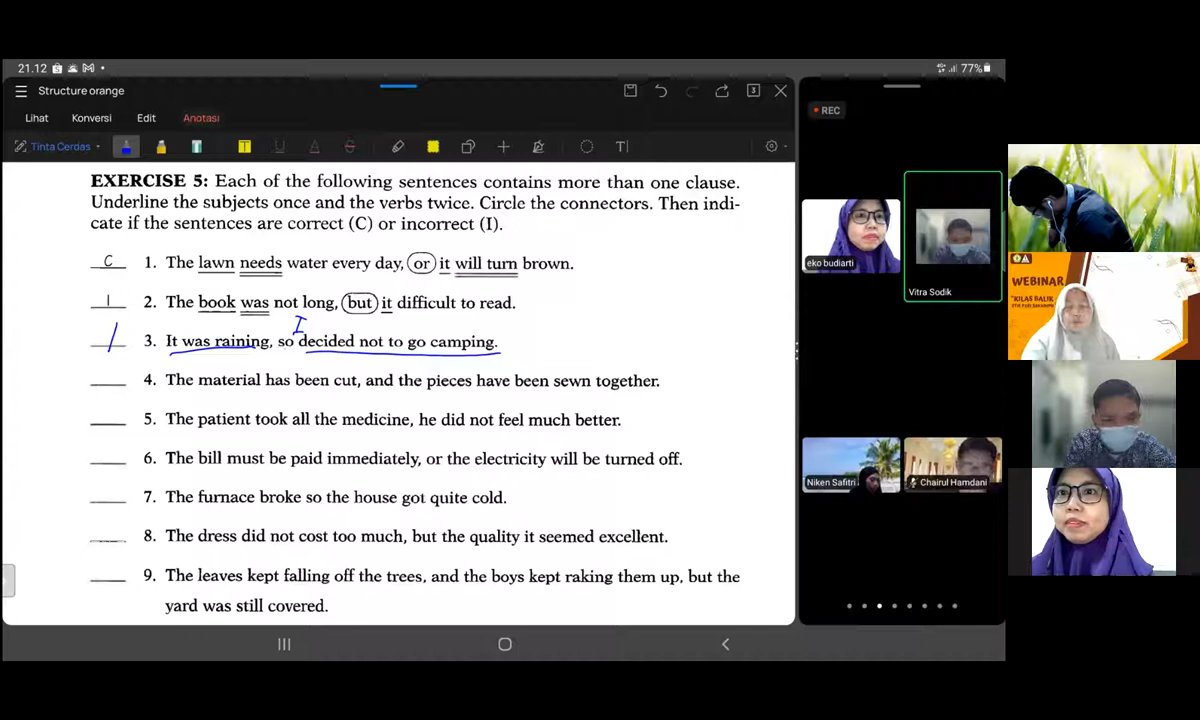 21.12
77%
Structure orange
3
Lihat Konversi Edit Anotasi
Tinta Cerdas
T U A S T
REC
EXERCISE 5: Each of the following sentences contains more than one clause.
Underline the subjects once and the verbs twice. Circle the connectors. Then indi-
cate if the sentences are correct (C) or incorrect (I).
C 1. The lawn needs water every day, or it will turn brown.
I 2. The book was not long, but it difficult to read.
I
I 3. It was raining, so decided not to go camping.
4. The material has been cut, and the pieces have been sewn together.
5. The patient took all the medicine, he did not feel much better.
6. The bill must be paid immediately, or the electricity will be turned off.
7. The furnace broke so the house got quite cold.
8. The dress did not cost too much, but the quality it seemed excellent.
9. The leaves kept falling off the trees, and the boys kept raking them up, but the
yard was still covered.
eko budiarti
Vitra Sodik
Niken Safitri
Chairul Hamdani
WEBINAR
"KILAS BALIK